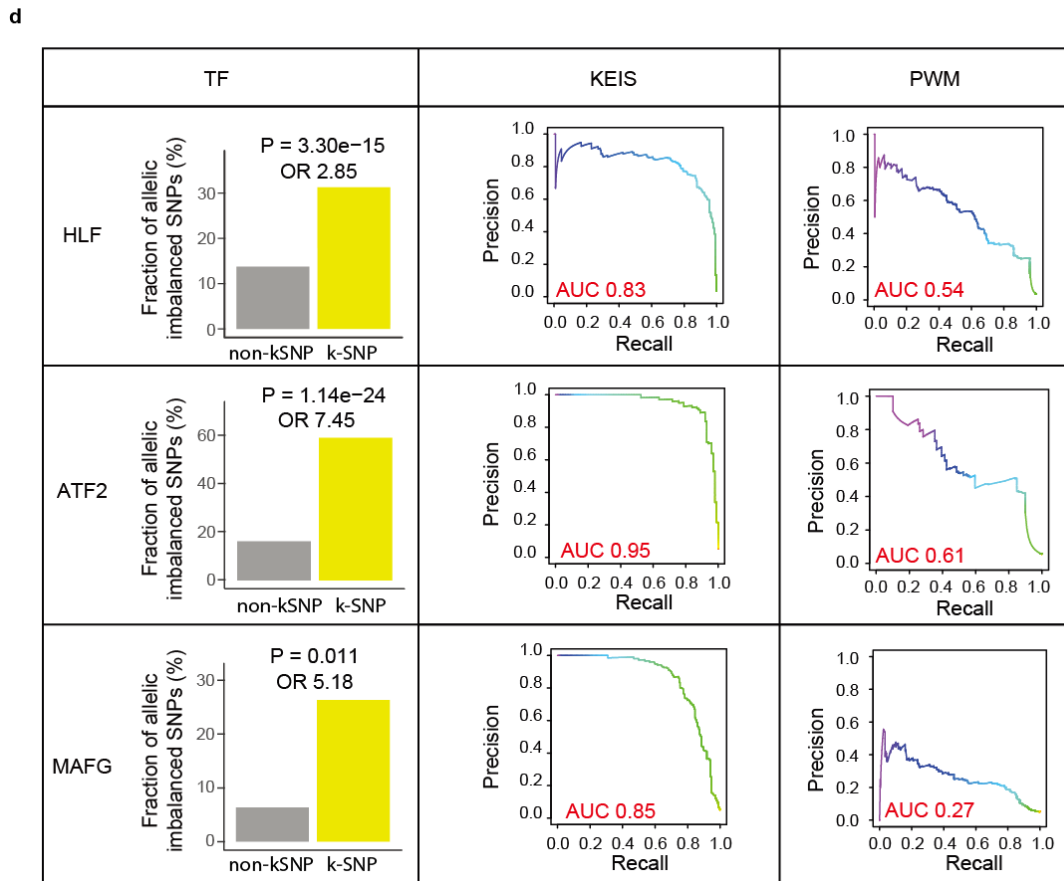 d
TF
KEIS
PWM
HLF
Fraction of allelic
imbalanced SNPs (%)
P = 3.30e−15
OR 2.85
30
20
10
0
non-kSNP
k-SNP
Precision
1.0
0.8
0.6
0.4
0.2
0.0
AUC 0.83
0.0 0.2 0.4 0.6 0.8 1.0
Recall
Precision
1.0
0.8
0.6
0.4
0.2
0.0
AUC 0.54
0.0 0.2 0.4 0.6 0.8 1.0
Recall
ATF2
Fraction of allelic
imbalanced SNPs (%)
P = 1.14e−24
OR 7.45
60
40
20
0
non-kSNP
k-SNP
Precision
1.0
0.8
0.6
0.4
0.2
0.0
AUC 0.95
0.0 0.2 0.4 0.6 0.8 1.0
Recall
Precision
1.0
0.8
0.6
0.4
0.2
0.0
AUC 0.61
0.0 0.2 0.4 0.6 0.8 1.0
Recall
MAFG
Fraction of allelic
imbalanced SNPs (%)
P = 0.011
OR 5.18
30
20
10
0
non-kSNP
k-SNP
Precision
1.0
0.8
0.6
0.4
0.2
0.0
AUC 0.85
0.0 0.2 0.4 0.6 0.8 1.0
Recall
Precision
1.0
0.8
0.6
0.4
0.2
0.0
AUC 0.27
0.0 0.2 0.4 0.6 0.8 1.0
Recall